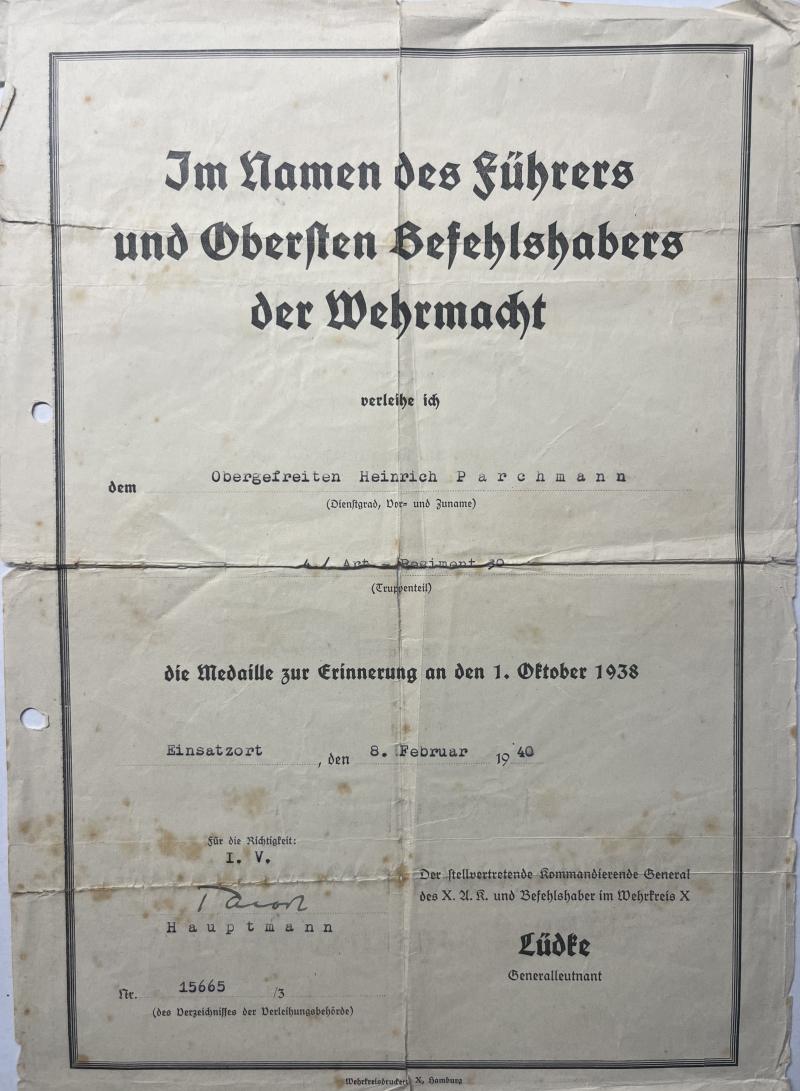 Im Namen des Führers
und Obersten Befehlshabers
der Wehrmacht
verleihe ich
dem Obergefreiten Heinrich Parchmann
(Dienstgrad, Vor- und Zuname)
4./ Art - Regiment 30
(Truppenteil)
die Medaille zur Erinnerung an den 1. Oktober 1938
Einsatzort, den 8. Februar 1940
Für die Richtigkeit:
I. V.
Hauptmann
Nr. 15665 /3
(des Verzeichnisses der Verleihungsbehörde)
Der stellvertretende Kommandierende General
des X. A. K. und Befehlshaber im Wehrkreis X
Lüdke
Generalleutnant
Wehrkreisdruckerei X, Hamburg